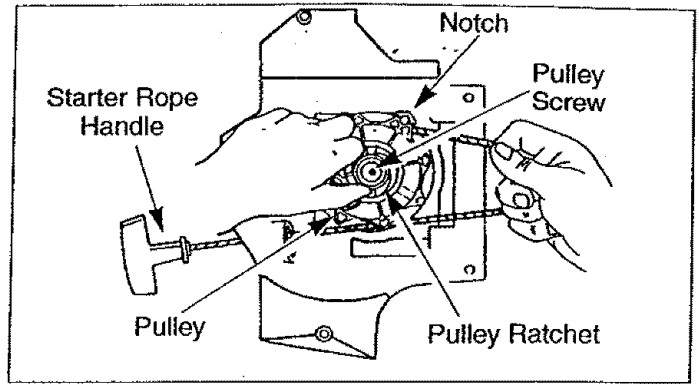 Notch
Pulley
Screw
Starter Rope
Handle
Pulley
Pulley Ratchet